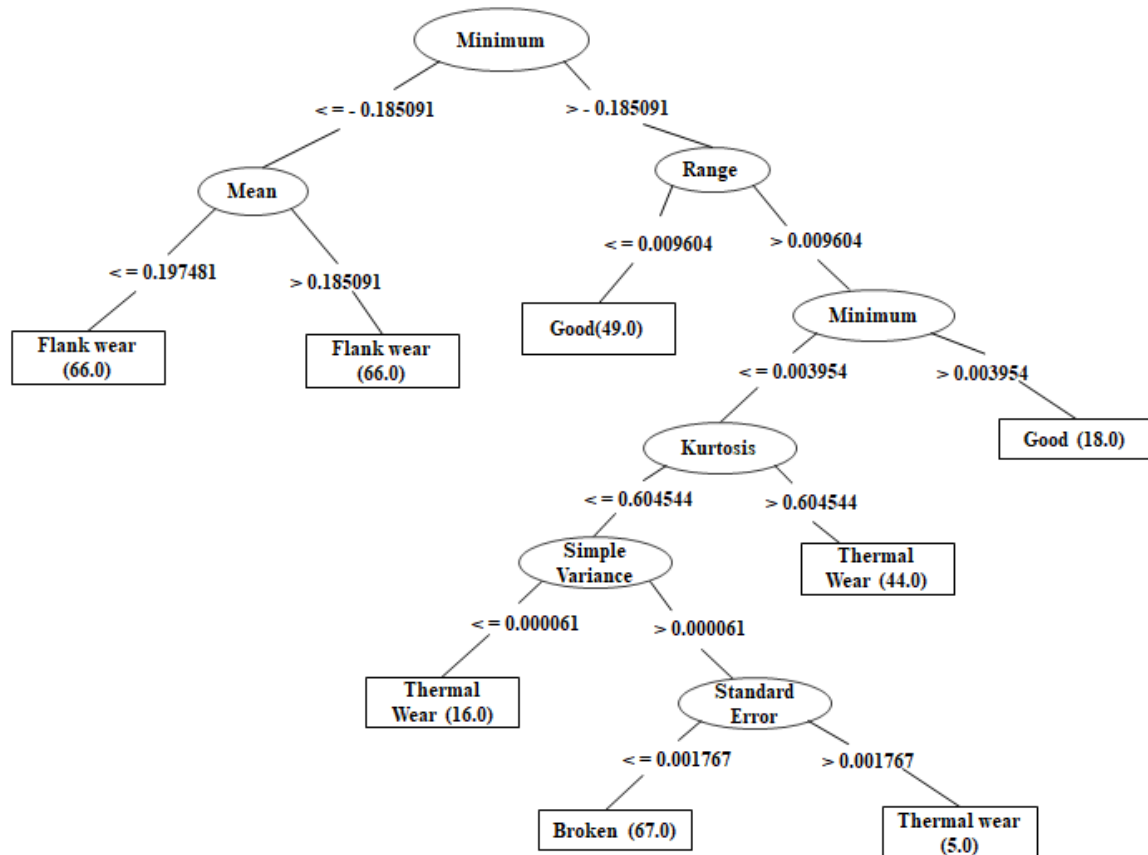 Minimum
< = - 0.185091
> - 0.185091
Mean
Range
< = 0.197481
> 0.185091
< = 0.009604
> 0.009604
Flank wear
(66.0)
Flank wear
(66.0)
Good(49.0)
Minimum
< = 0.003954
> 0.003954
Kurtosis
Good (18.0)
< = 0.604544
> 0.604544
Simple
Variance
Thermal
Wear (44.0)
< = 0.000061
> 0.000061
Thermal
Wear (16.0)
Standard
Error
< = 0.001767
> 0.001767
Broken (67.0)
Thermal wear
(5.0)